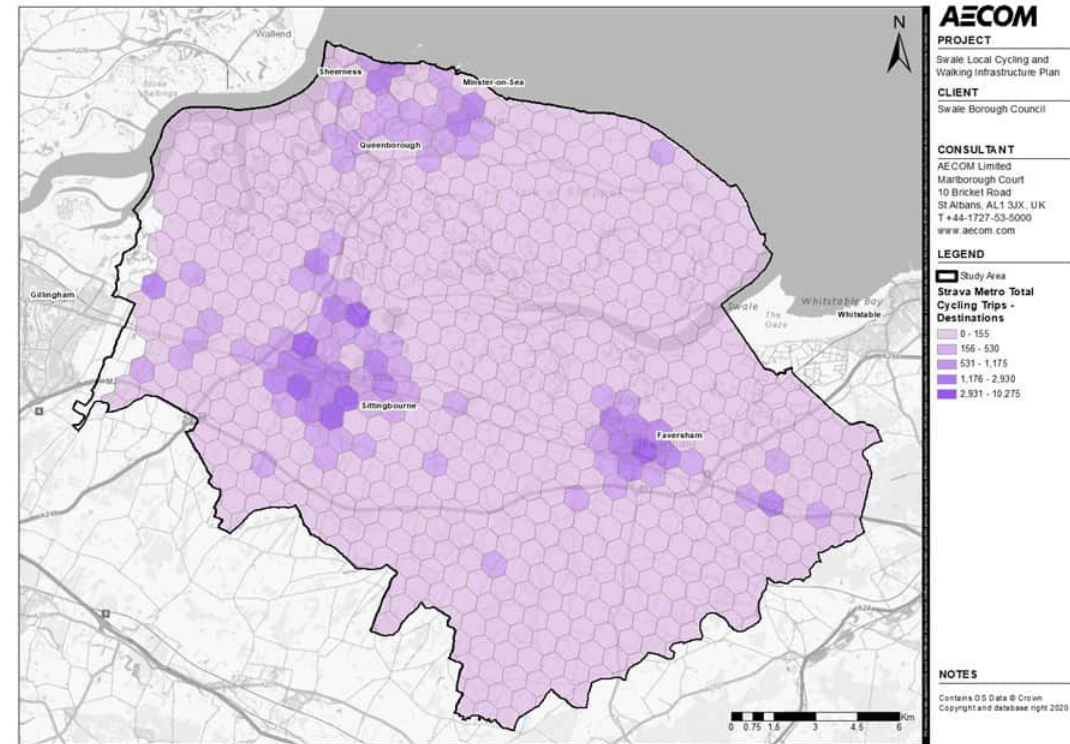 Wallend
Sheerness
Minster-on-Sea
Queenborough
Gillingham
Swale
Whitstable Bay
The
Oaze
Whitstable
Sittingbourne
Faversham
N
0 0.75 1.5 3 4.5 6
Km
AECOM
PROJECT
Swale Local Cycling and
Walking Infrastructure Plan
CLIENT
Swale Borough Council
CONSULTANT
AECOM Limited
Marlborough Court
10 Bricket Road
St Albans, AL1 3JX, UK
T +44-1727-53-5000
www.aecom.com
LEGEND
Study Area
Strava Metro Total
Cycling Trips -
Destinations
0 - 155
156 - 530
531 - 1,175
1,176 - 2,930
2,931 - 10,275
NOTES
Contains OS Data © Crown
Copyright and database right 2020